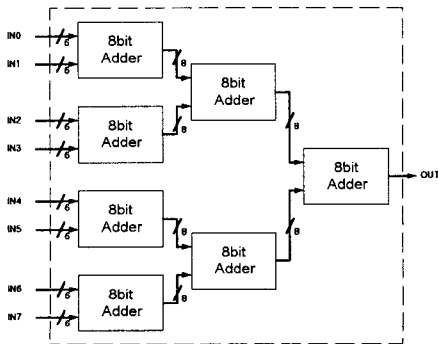 IN0
6
IN1
6
8bit
Adder
8
IN2
6
IN3
6
8bit
Adder
8
8bit
Adder
8
IN4
6
IN5
6
8bit
Adder
8
IN6
6
IN7
6
8bit
Adder
8
8bit
Adder
8
8bit
Adder
OUT